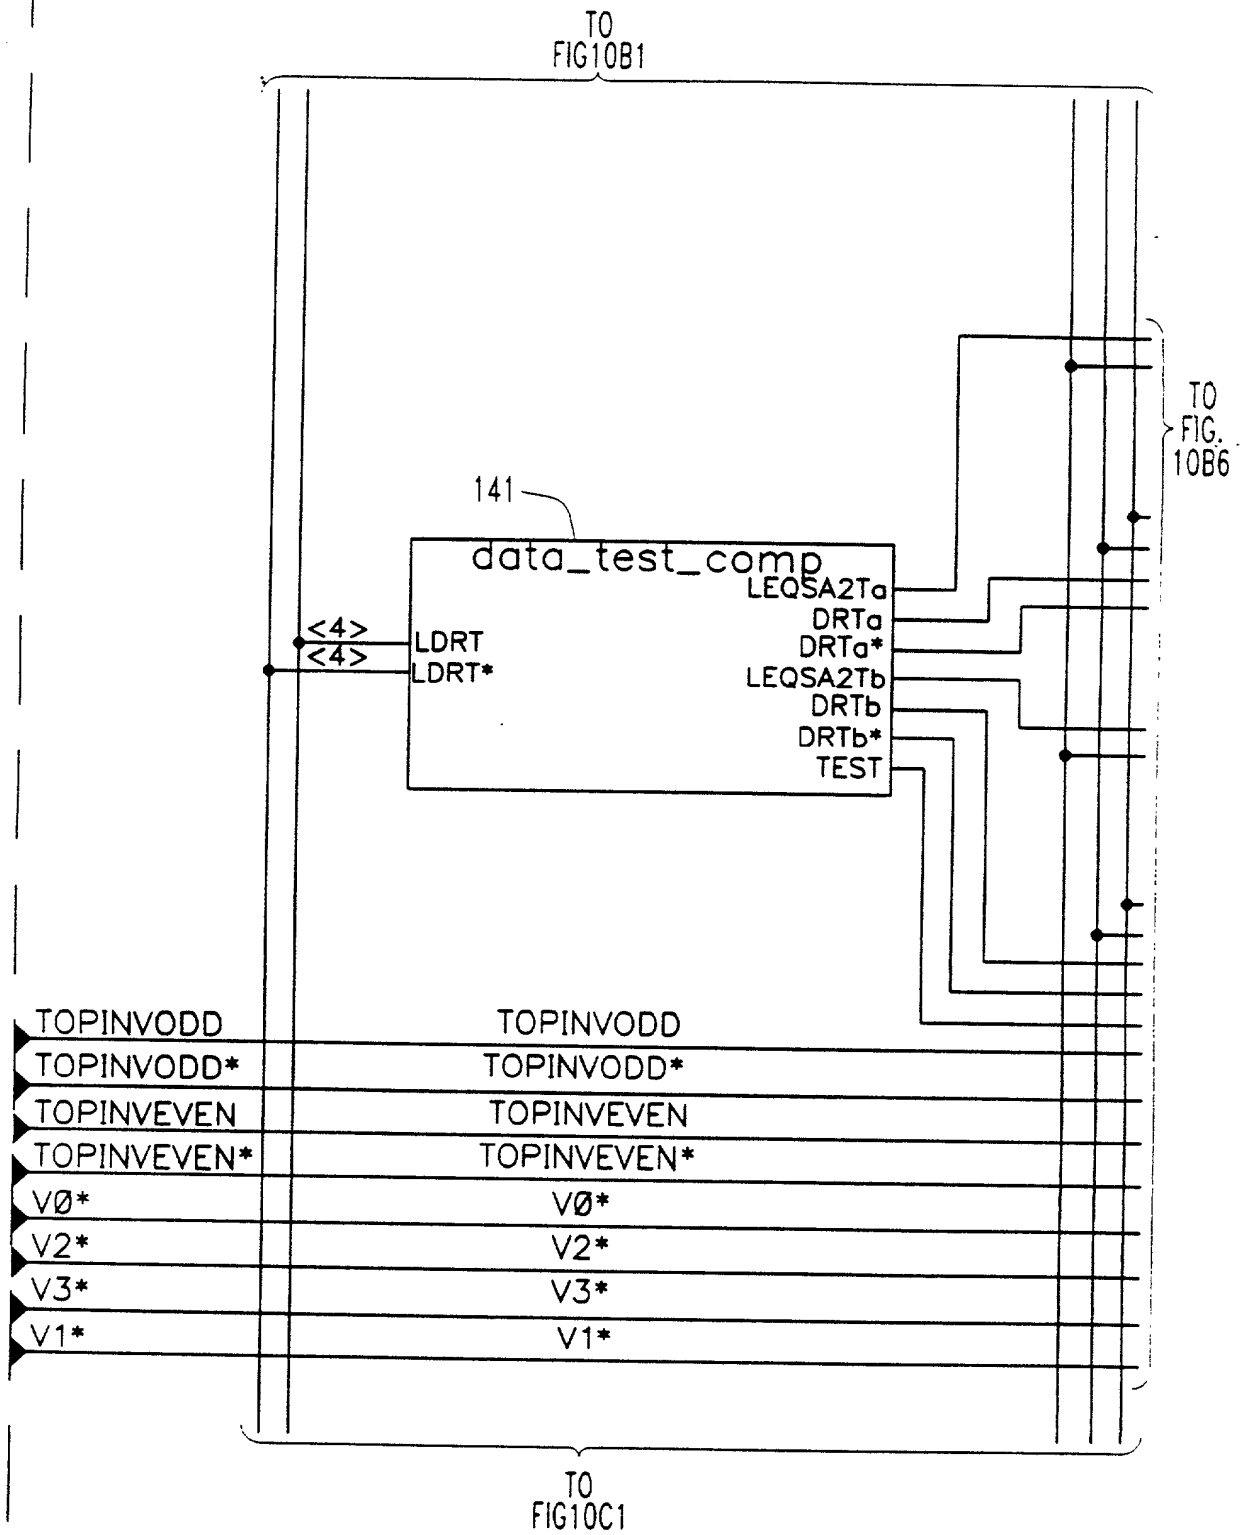 TO
FIG10B1
TO
FIG.
10B6
141
data_test_comp
LEQSA2Ta
DRTa
<4>
LDRT
DRTa*
<4>
LDRT*
LEQSA2Tb
DRTb
DRTb*
TEST
TOPINVODD TOPINVODD
TOPINVODD* TOPINVODD*
TOPINVEVEN TOPINVEVEN
TOPINVEVEN* TOPINVEVEN*
VØ* VØ*
V2* V2*
V3* V3*
V1* V1*
TO
FIG10C1